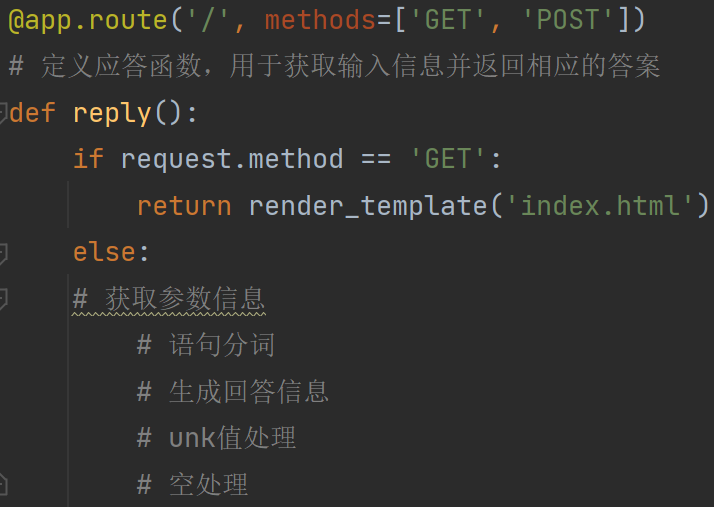 @app.route('/', methods=['GET', 'POST'])
# 定义应答函数，用于获取输入信息并返回相应的答案
def reply():
    if request.method == 'GET':
        return render_template('index.html')
    else:
    # 获取参数信息
        # 语句分词
        # 生成回答信息
        # unk值处理
        # 空处理